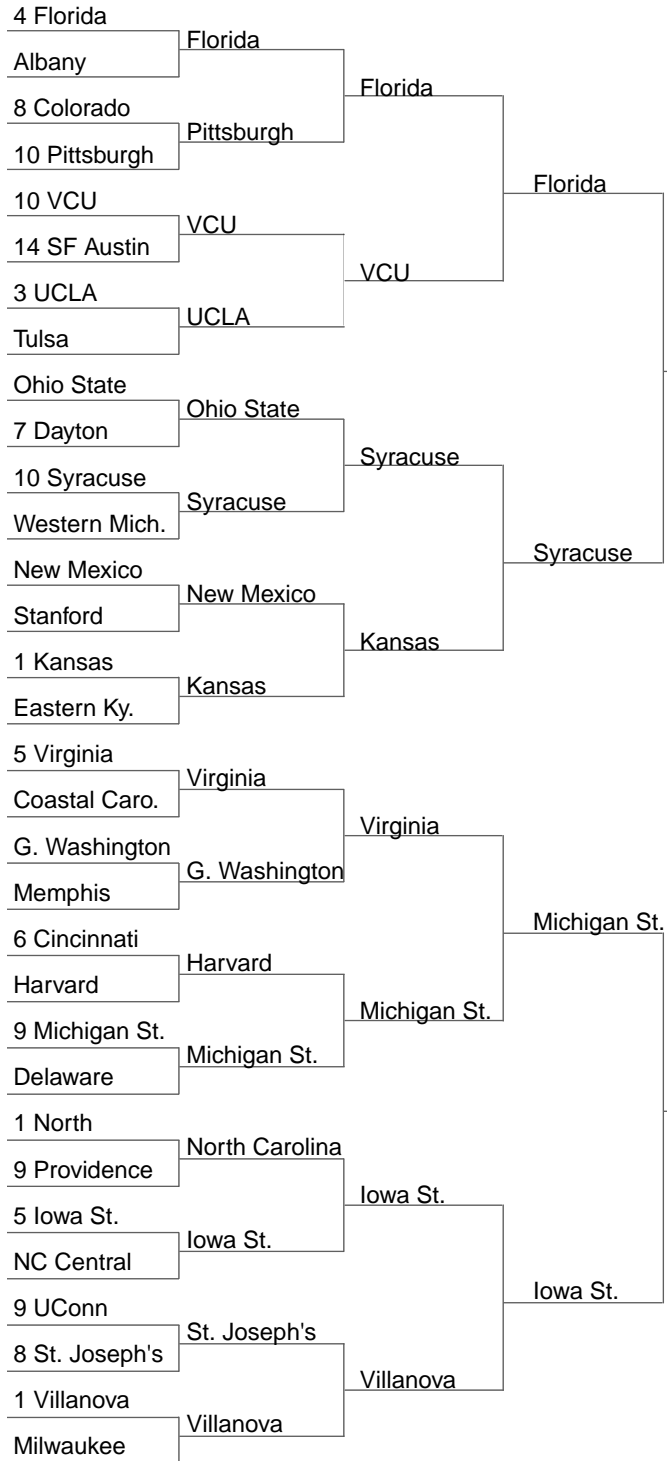 4 Florida
Albany
8 Colorado
10 Pittsburgh
10 VCU
14 SF Austin
3 UCLA
Tulsa
Ohio State
7 Dayton
10 Syracuse
Western Mich.
New Mexico
Stanford
1 Kansas
Eastern Ky.
5 Virginia
Coastal Caro.
G. Washington
Memphis
6 Cincinnati
Harvard
9 Michigan St.
Delaware
1 North
9 Providence
5 Iowa St.
NC Central
9 UConn
8 St. Joseph's
1 Villanova
Milwaukee
Florida
Pittsburgh
VCU
UCLA
Ohio State
Syracuse
New Mexico
Kansas
Virginia
G. Washington
Harvard
Michigan St.
North Carolina
Iowa St.
St. Joseph's
Villanova
Florida
VCU
Syracuse
Kansas
Virginia
Michigan St.
Iowa St.
Villanova
Florida
Syracuse
Michigan St.
Iowa St.